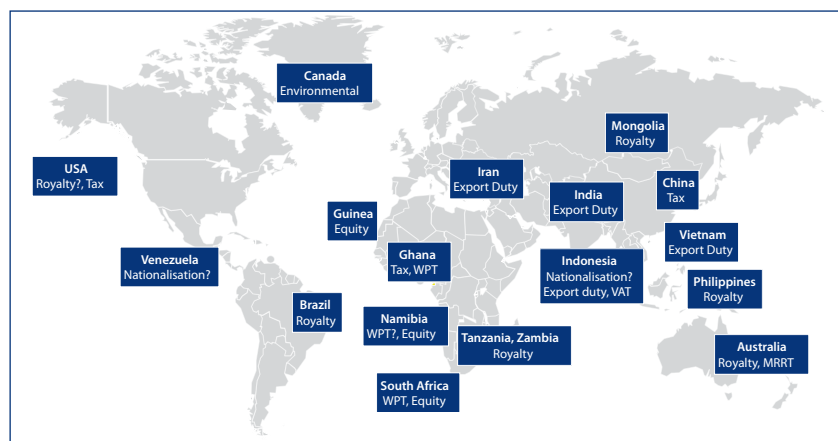 Canada
Environmental
Mongolia
Royalty
USA
Royalty?, Tax
Iran
Export Duty
India
Export Duty
China
Tax
Guinea
Equity
Ghana
Tax, WPT
Vietnam
Export Duty
Venezuela
Nationalisation?
Indonesia
Nationalisation?
Export duty, VAT
Philippines
Royalty
Brazil
Royalty
Namibia
WPT?, Equity
Tanzania, Zambia
Royalty
Australia
Royalty, MRRT
South Africa
WPT, Equity